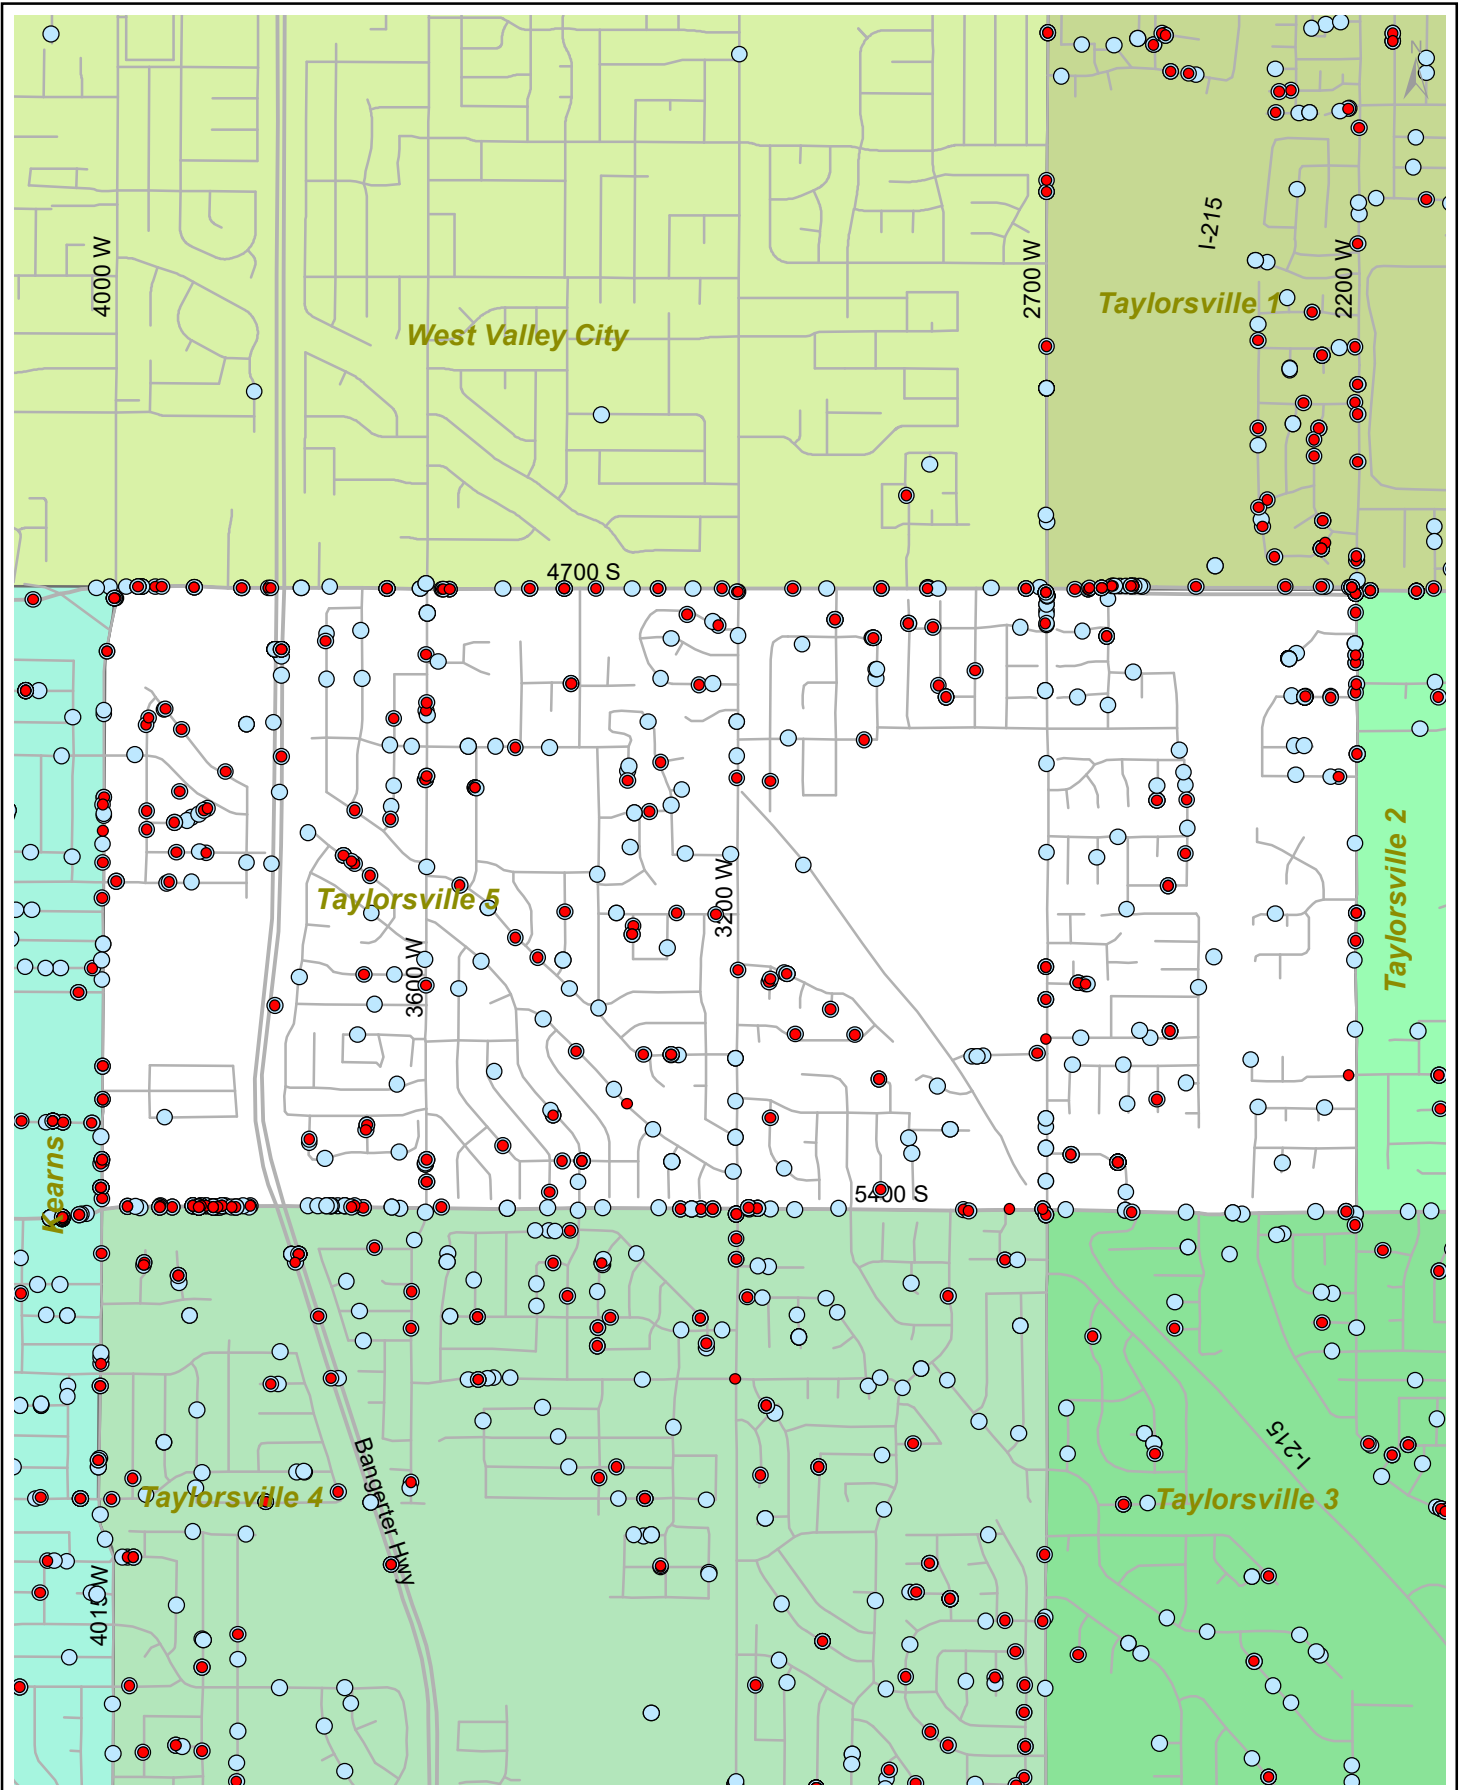 N
I-215
4000 W
2700 W
2200 W
Taylorsville 1
West Valley City
4700 S
Taylorsville 2
Taylorsville 5
3200 W
3600 W
Kearns
5400 S
I-215
Bangerter Hwy
Taylorsville 4
Taylorsville 3
4015 W